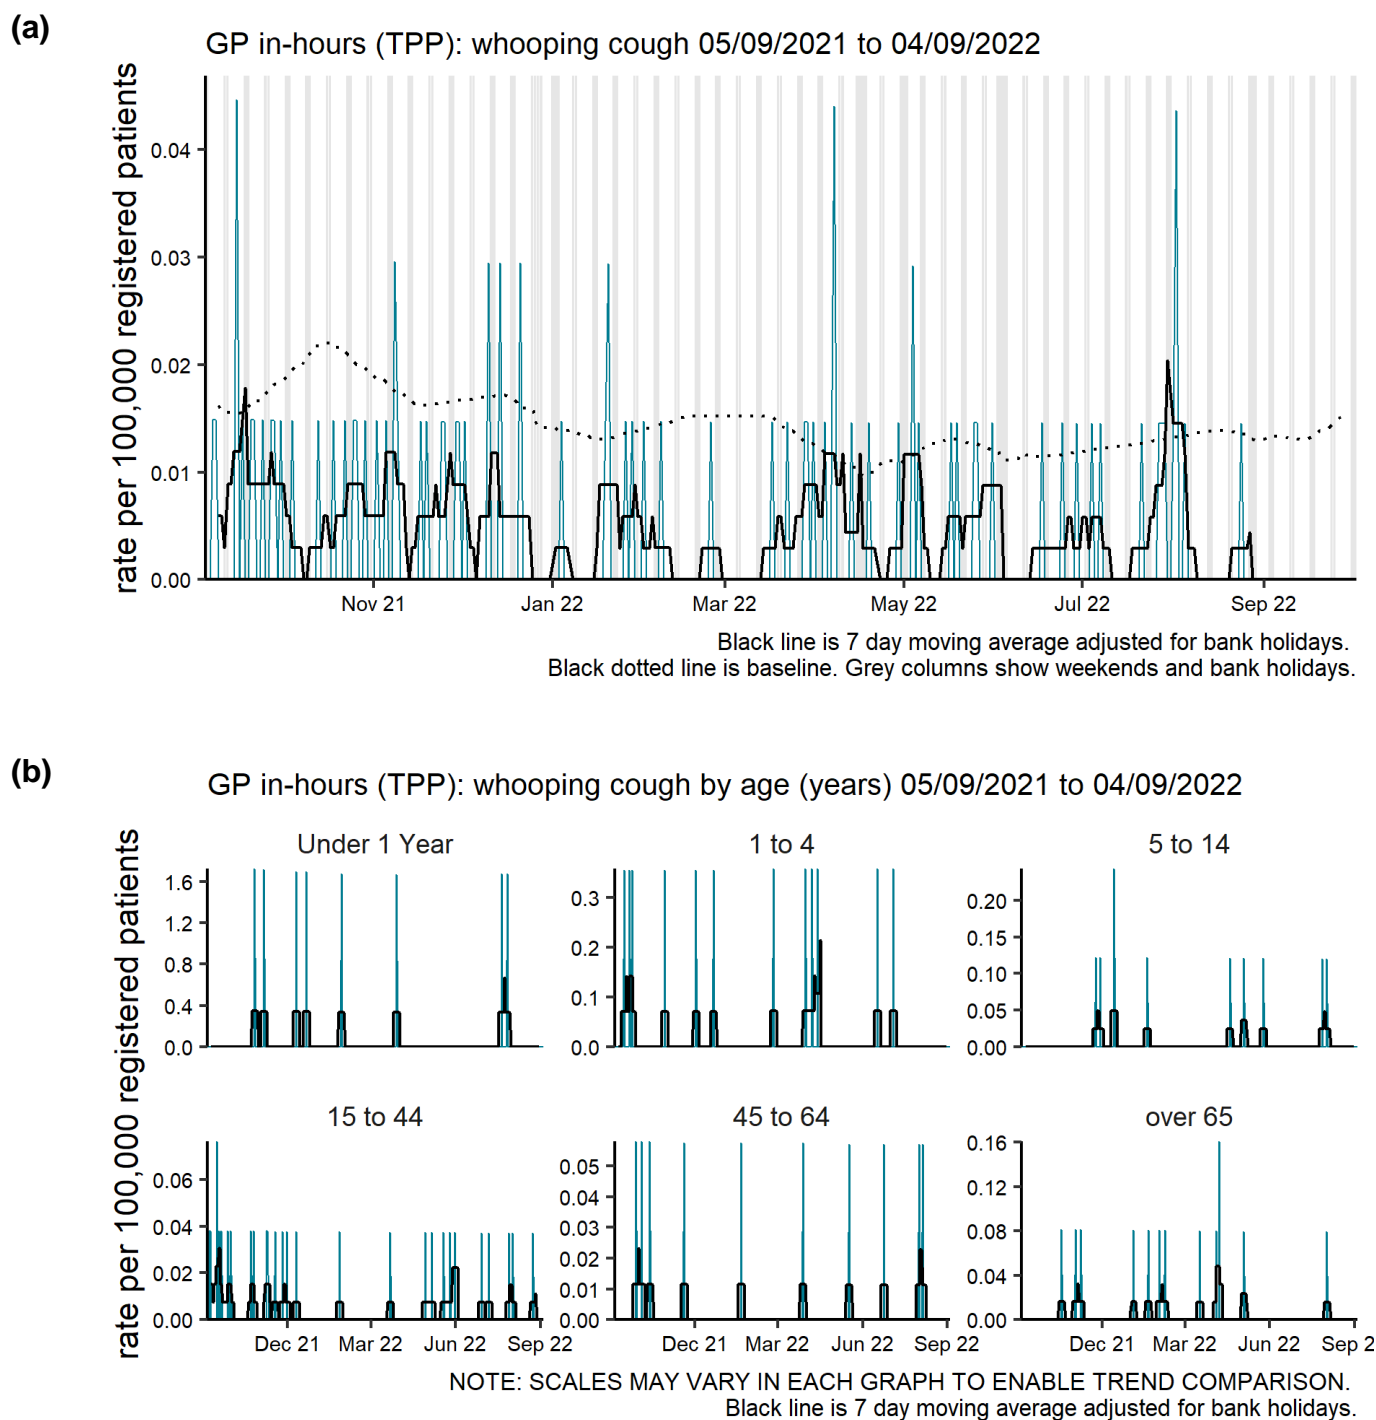 (a)
GP in-hours (TPP): whooping cough 05/09/2021 to 04/09/2022
rate per 100,000 registered patients
0.04
0.03
0.02
0.01
0.00
Nov 21 Jan 22 Mar 22 May 22 Jul 22 Sep 22
Black line is 7 day moving average adjusted for bank holidays.
Black dotted line is baseline. Grey columns show weekends and bank holidays.
(b)
GP in-hours (TPP): whooping cough by age (years) 05/09/2021 to 04/09/2022
rate per 100,000 registered patients
Under 1 Year
1.6
1.2
0.8
0.4
0.0
1 to 4
0.3
0.2
0.1
0.0
5 to 14
0.20
0.15
0.10
0.05
0.00
15 to 44
0.06
0.04
0.02
0.00
Dec 21 Mar 22 Jun 22 Sep 22
45 to 64
0.05
0.04
0.03
0.02
0.01
0.00
Dec 21 Mar 22 Jun 22 Sep 22
over 65
0.16
0.12
0.08
0.04
0.00
Dec 21 Mar 22 Jun 22 Sep 2
NOTE: SCALES MAY VARY IN EACH GRAPH TO ENABLE TREND COMPARISON.
Black line is 7 day moving average adjusted for bank holidays.